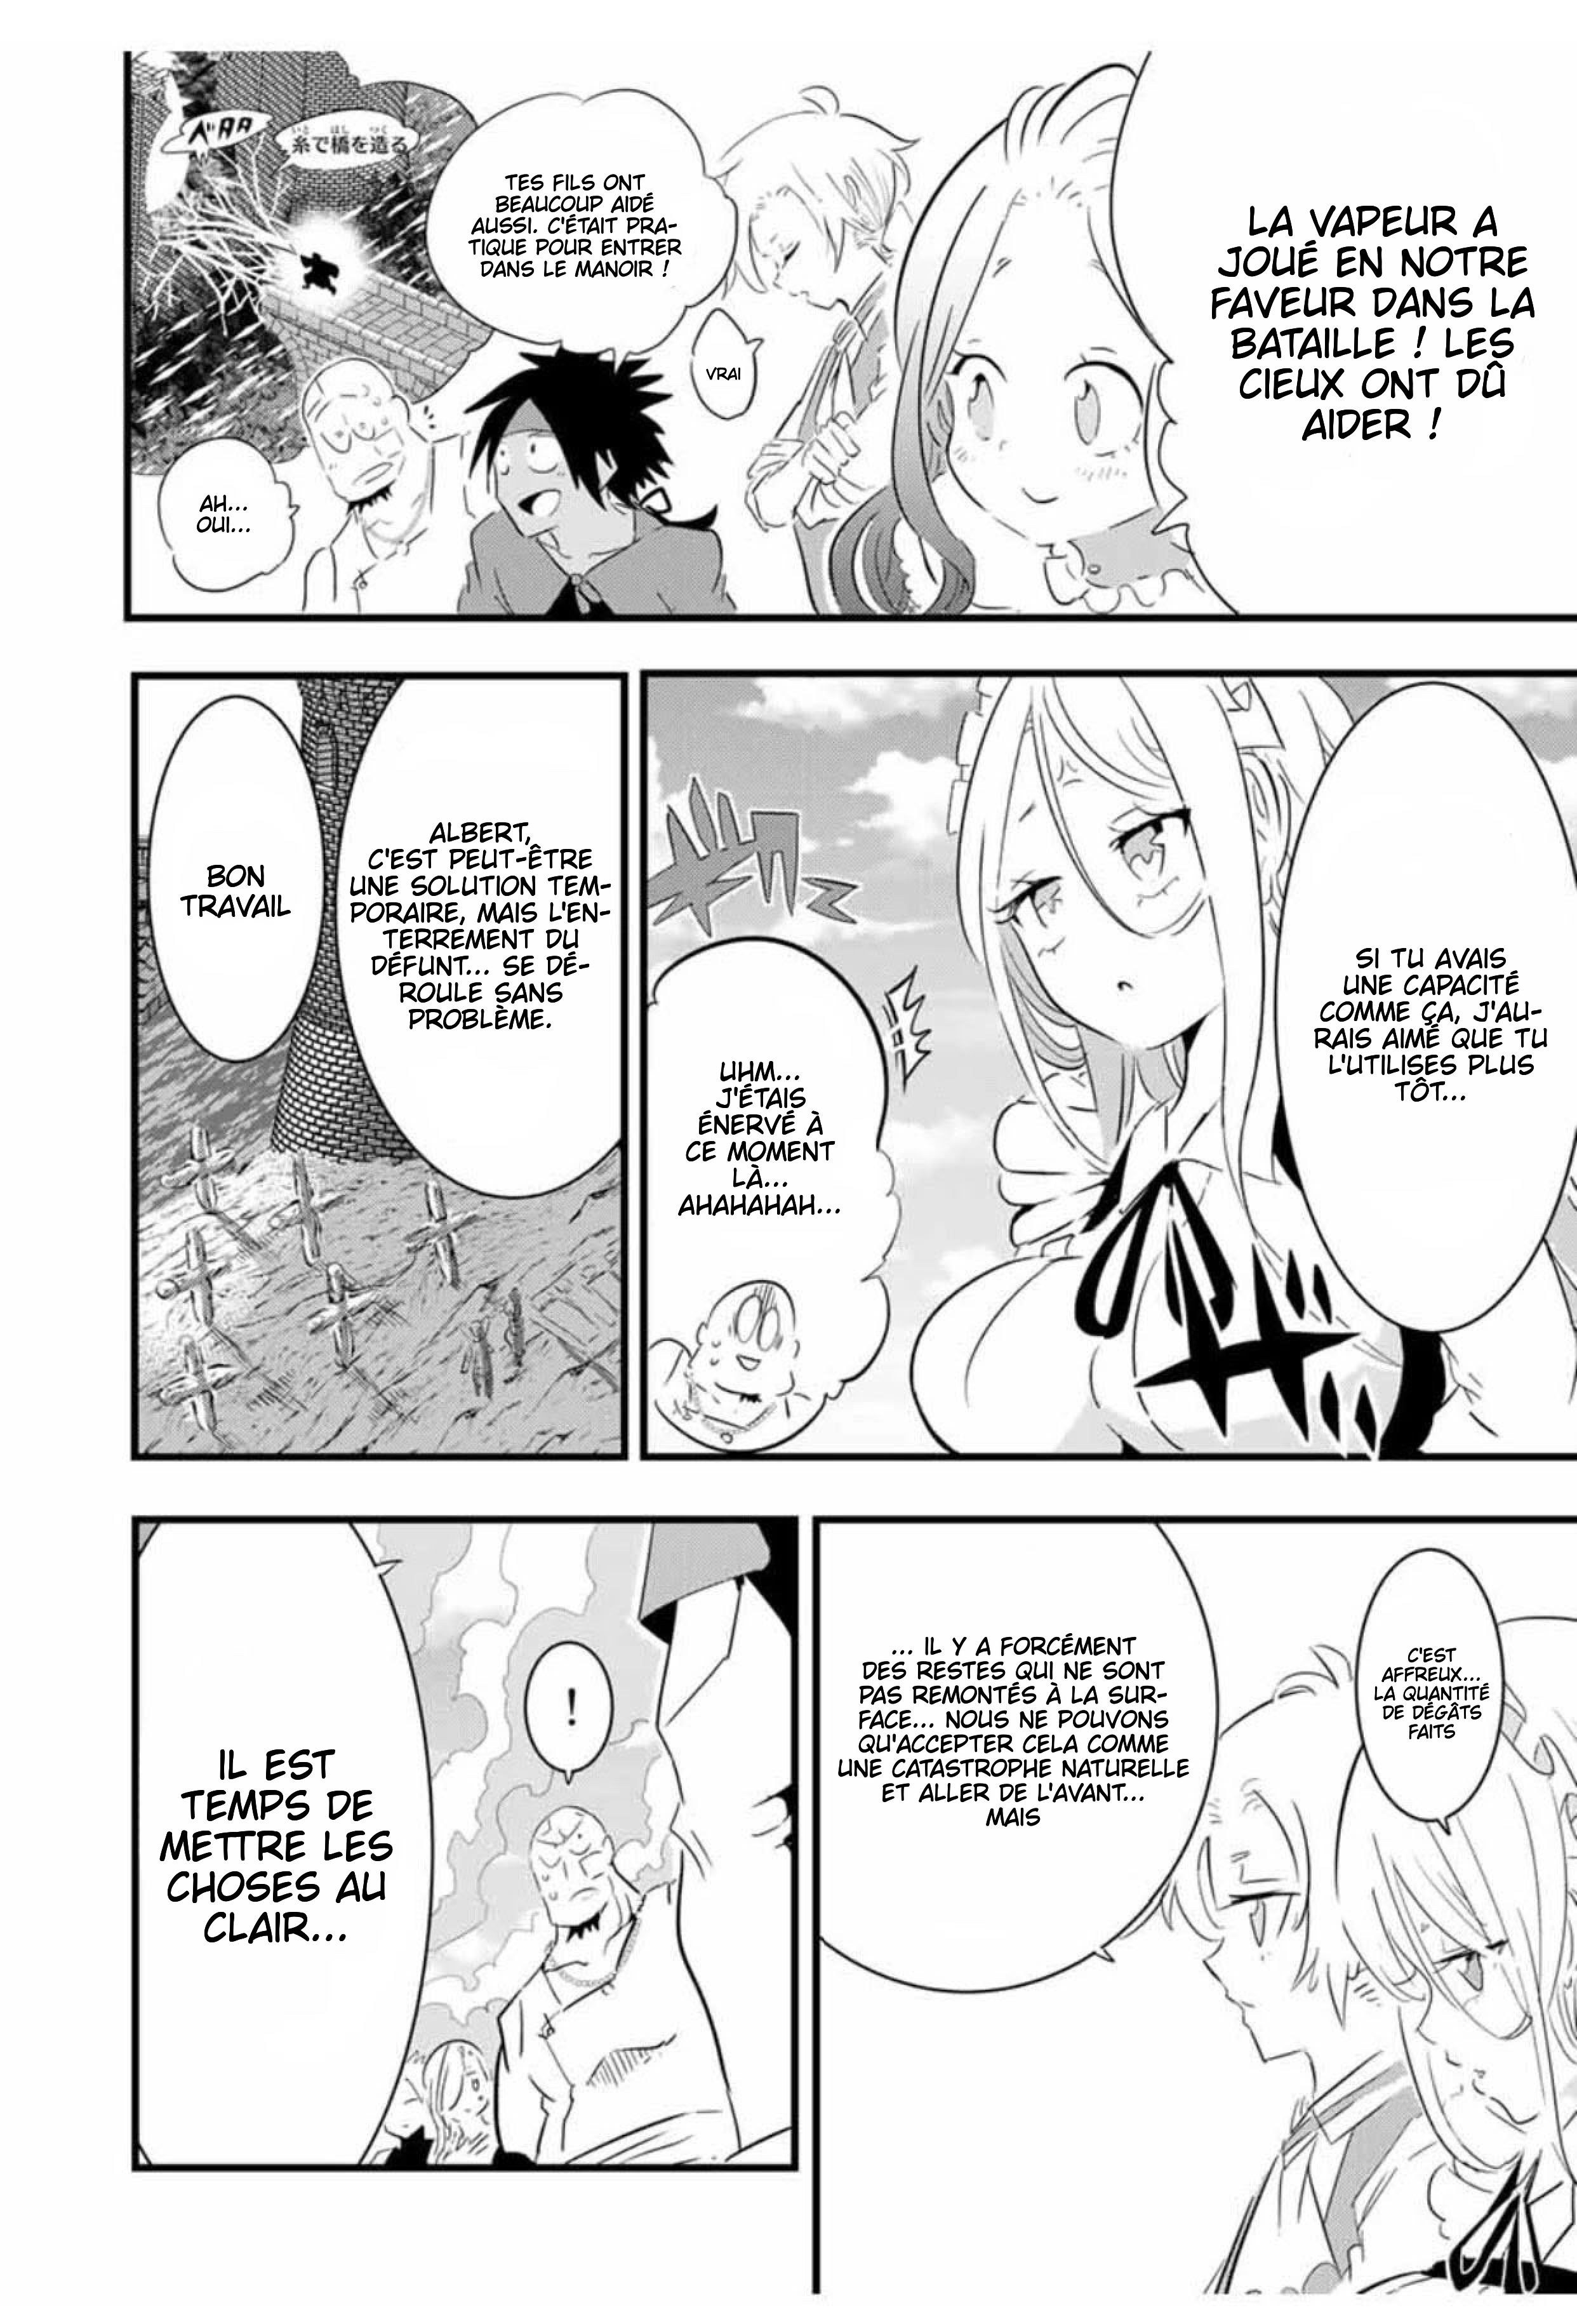 LA VAPEUR A
JOUÉ EN NOTRE
FAVEUR DANS LA
BATAILLE ! LES
CIEUX ONT DÛ
AIDER !
VRAI
TES FILS ONT
BEAUCOUP AIDÉ
AUSSI. C'ÉTAIT PRA-
TIQUE POUR ENTRER
DANS LE MANOIR !
糸で橋を造る
AH...
OUI...
SI TU AVAIS
UNE CAPACITÉ
COMME ÇA, J'AU-
RAIS AIMÉ QUE TU
L'UTILISES PLUS
TÔT...
UHM...
J'ÉTAIS
ÉNERVÉ À
CE MOMENT
LÀ...
AHAHAHAH...
ALBERT,
C'EST PEUT-ÊTRE
UNE SOLUTION TEM-
PORAIRE, MAIS L'EN-
TERREMENT DU
DÉFUNT... SE DÉ-
ROULE SANS
PROBLÈME.
BON
TRAVAIL
C'EST
AFFREUX...
LA QUANTITÉ
DE DÉGÂTS
FAITS
... IL Y A FORCÉMENT
DES RESTES QUI NE SONT
PAS REMONTÉS À LA SUR-
FACE... NOUS NE POUVONS
QU'ACCEPTER CELA COMME
UNE CATASTROPHE NATURELLE
ET ALLER DE L'AVANT...
MAIS
!
IL EST
TEMPS DE
METTRE LES
CHOSES AU
CLAIR...